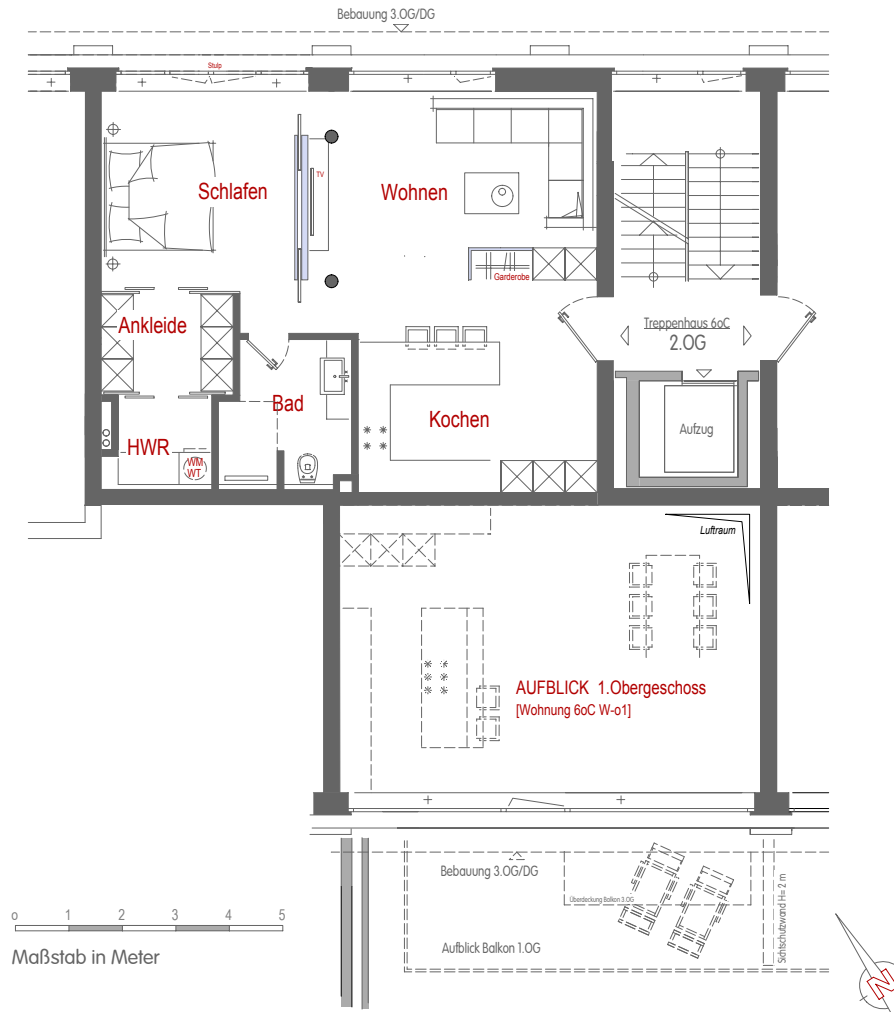 Bebauung 3.OG/DG
Stulp
TV
Schlafen
Wohnen
Garderobe
Ankleide
Treppenhaus 6oC
2.OG
Bad
Kochen
Aufzug
HWR
WM
WT
Luftraum
AUFBLICK 1.Obergeschoss
[Wohnung 6oC W-o1]
Bebauung 3.OG/DG
Überdeckung Balkon 3.OG
Sichtschutzwand H= 2 m
Aufblick Balkon 1.OG
0 1 2 3 4 5
Maßstab in Meter
N